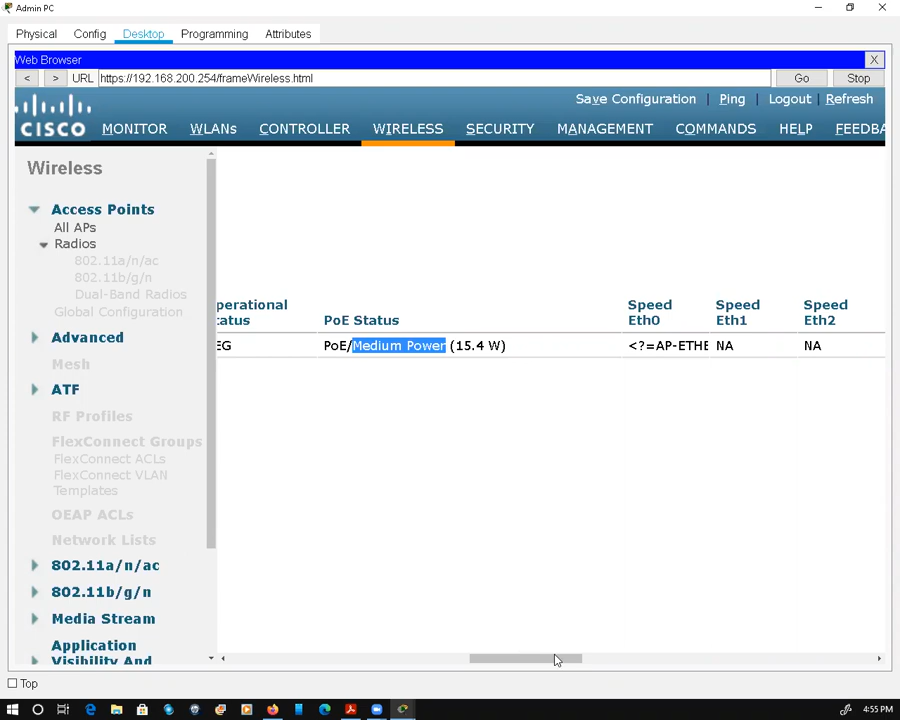 Admin PC
Physical Config Desktop Programming Attributes
Web Browser X
< > URL https://192.168.200.254/frameWireless.html Go Stop
Save Configuration | Ping | Logout | Refresh
CISCO MONITOR WLANs CONTROLLER WIRELESS SECURITY MANAGEMENT COMMANDS HELP FEEDBA
Wireless
Access Points
All APs
Radios
802.11a/n/ac
802.11b/g/n
Dual-Band Radios
Global Configuration
Advanced
Mesh
ATF
RF Profiles
FlexConnect Groups
FlexConnect ACLs
FlexConnect VLAN
Templates
OEAP ACLs
Network Lists
802.11a/n/ac
802.11b/g/n
Media Stream
Application
Visibility And
perational Speed Speed Speed
tatus PoE Status Eth0 Eth1 Eth2
EG PoE/Medium Power (15.4 W) <?=AP-ETHE NA NA
Top
4:55 PM